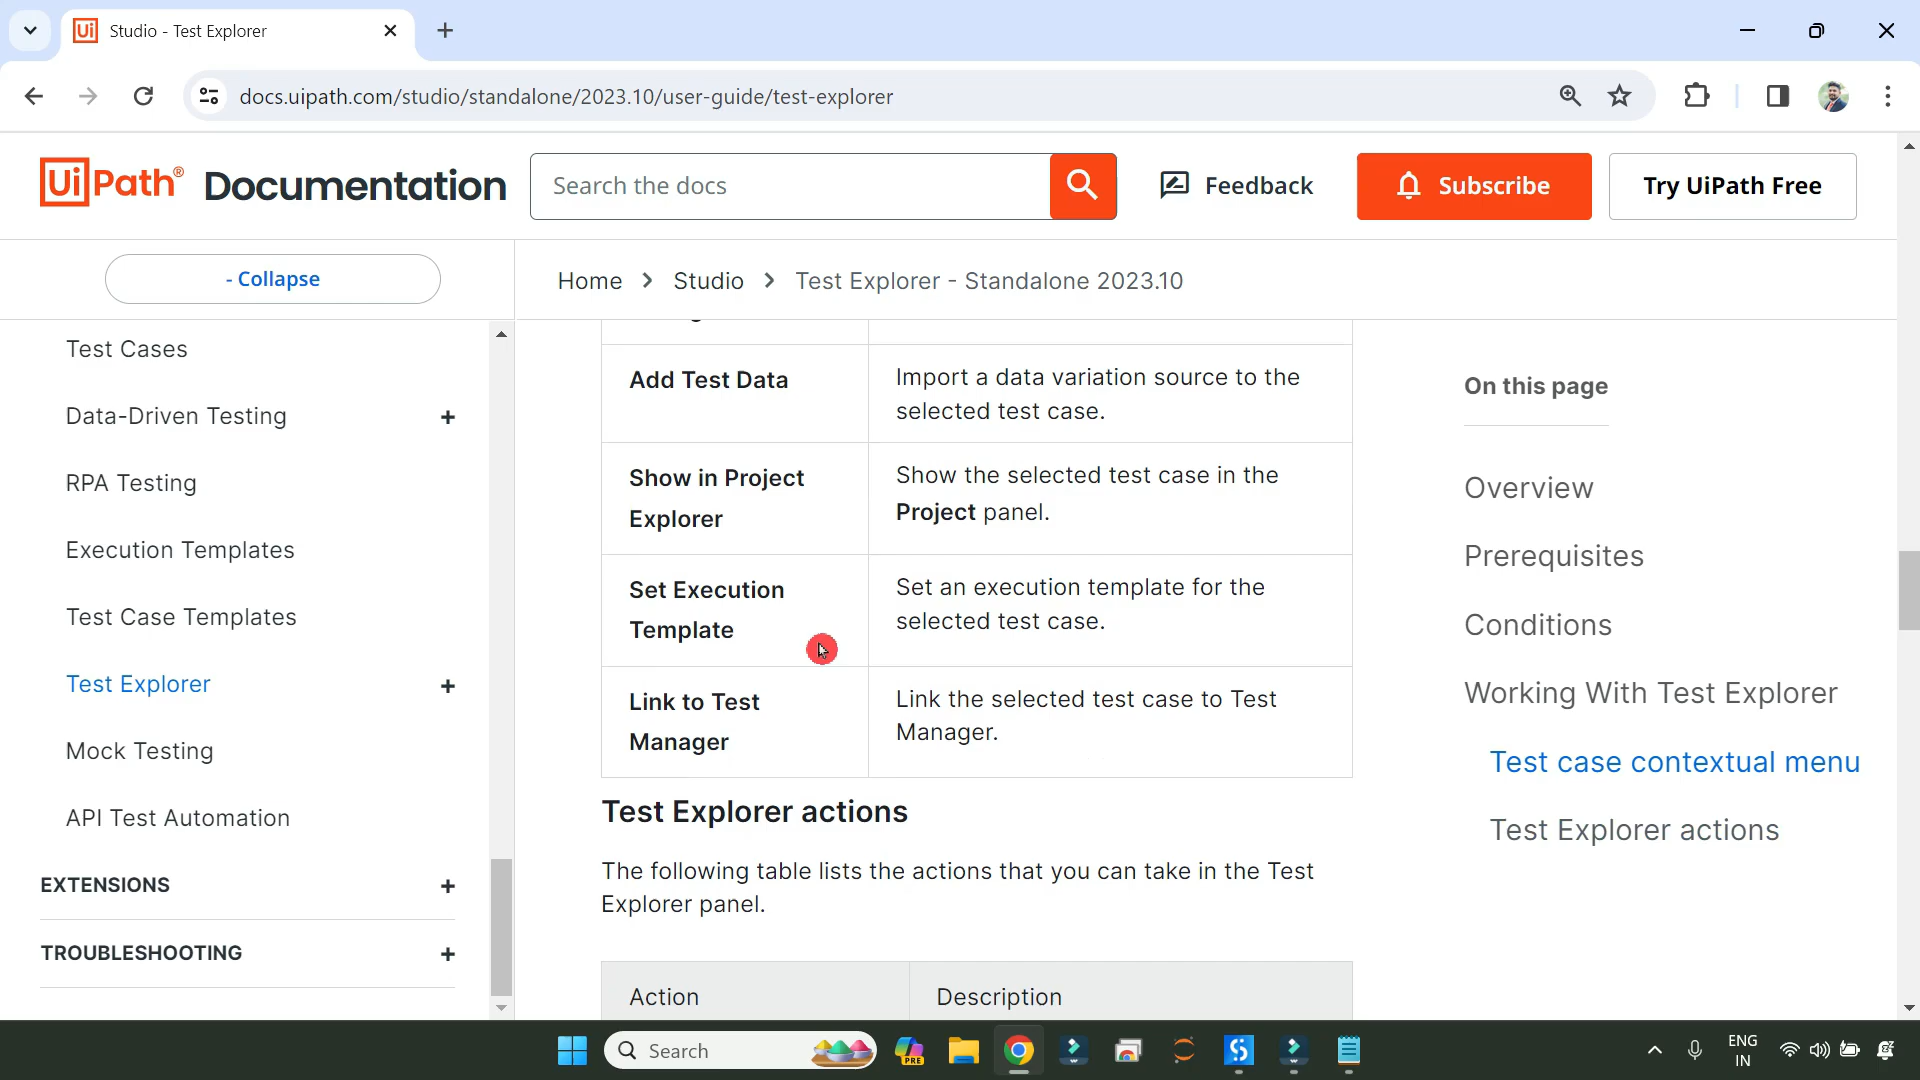 Studio - Test Explorer
docs.uipath.com/studio/standalone/2023.10/user-guide/test-explorer
UiPath® Documentation
Search the docs
Feedback
Subscribe
Try UiPath Free
- Collapse
Home > Studio > Test Explorer - Standalone 2023.10
Test Cases
Data-Driven Testing +
RPA Testing
Execution Templates
Test Case Templates
Test Explorer +
Mock Testing
API Test Automation
EXTENSIONS +
TROUBLESHOOTING +
Add Test Data
Import a data variation source to the
selected test case.
Show in Project
Explorer
Show the selected test case in the
Project panel.
Set Execution
Template
Set an execution template for the
selected test case.
Link to Test
Manager
Link the selected test case to Test
Manager.
Test Explorer actions
The following table lists the actions that you can take in the Test
Explorer panel.
Action
Description
On this page
Overview
Prerequisites
Conditions
Working With Test Explorer
Test case contextual menu
Test Explorer actions
Search
PRE
ENG
IN